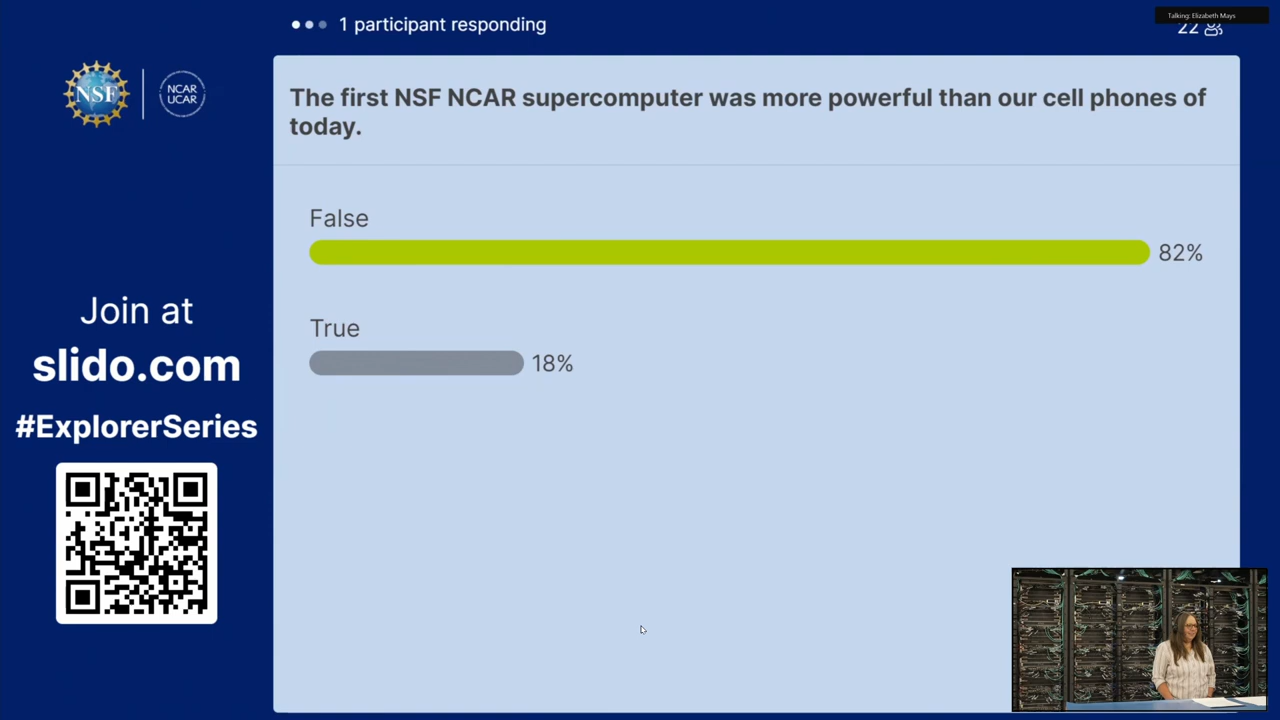 1 participant responding
Talking: Elizabeth Mays
22
NSF
NCAR
UCAR
The first NSF NCAR supercomputer was more powerful than our cell phones of
today.
False
82%
True
18%
Join at
slido.com
#ExplorerSeries